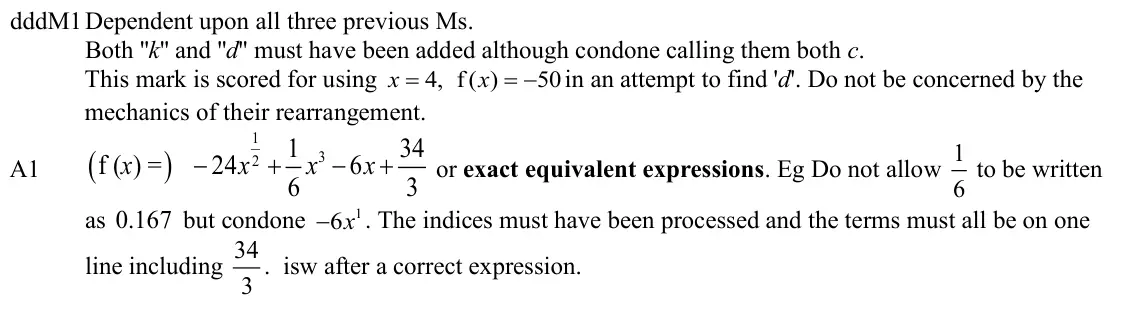 dddM1 Dependent upon all three previous Ms.
Both "k" and "d" must have been added although condone calling them both c.
This mark is scored for using x = 4, f(x) = −50 in an attempt to find 'd'. Do not be concerned by the
mechanics of their rearrangement.
A1 (f(x)=) −24x^{1/2} + 1/6 x³ − 6x + 34/3 or exact equivalent expressions. Eg Do not allow 1/6 to be written
as 0.167 but condone −6x¹. The indices must have been processed and the terms must all be on one
line including 34/3. isw after a correct expression.